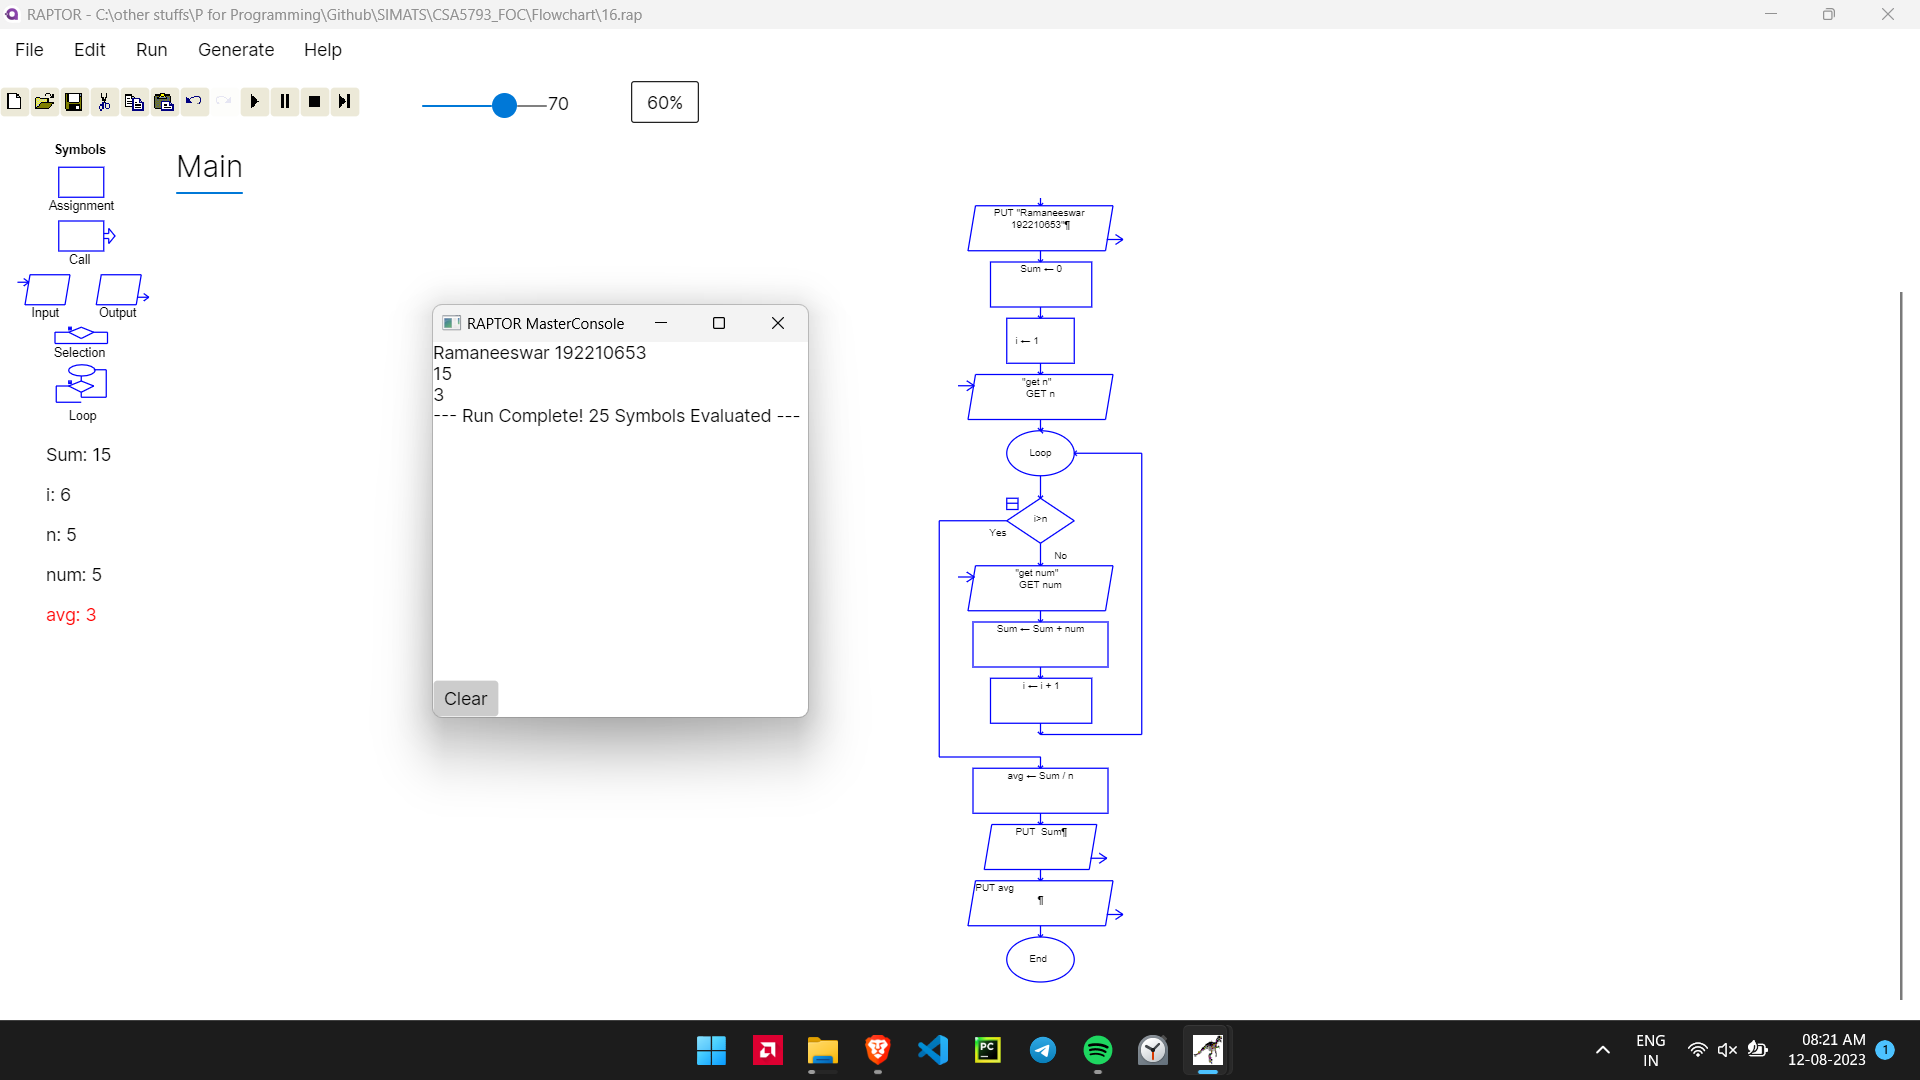 RAPTOR - C:\other stuffs\P for Programming\Github\SIMATS\CSA5793_FOC\Flowchart\16.rap
File Edit Run Generate Help
70
60%
Symbols
Assignment
Call
Input Output
Selection
Loop
Sum: 15
i: 6
n: 5
num: 5
avg: 3
Main
RAPTOR MasterConsole
Ramaneeswar 192210653
15
3
--- Run Complete! 25 Symbols Evaluated ---
Clear
PUT "Ramaneeswar
192210653"¶
Sum ← 0
i ← 1
"get n"
GET n
Loop
i>n
Yes
No
"get num"
GET num
Sum ← Sum + num
i ← i + 1
avg ← Sum / n
PUT  Sum¶
PUT avg
¶
End
PC
ENG
IN
08:21 AM
12-08-2023
1